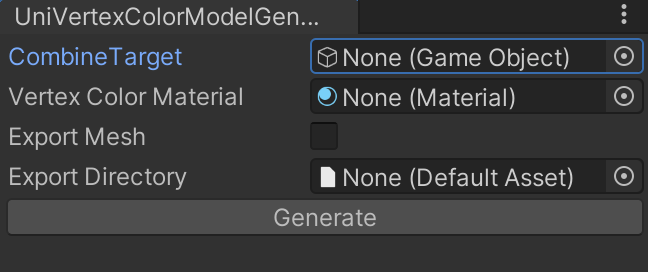 UniVertexColorModelGen...
CombineTarget None (Game Object)
Vertex Color Material None (Material)
Export Mesh
Export Directory None (Default Asset)
Generate